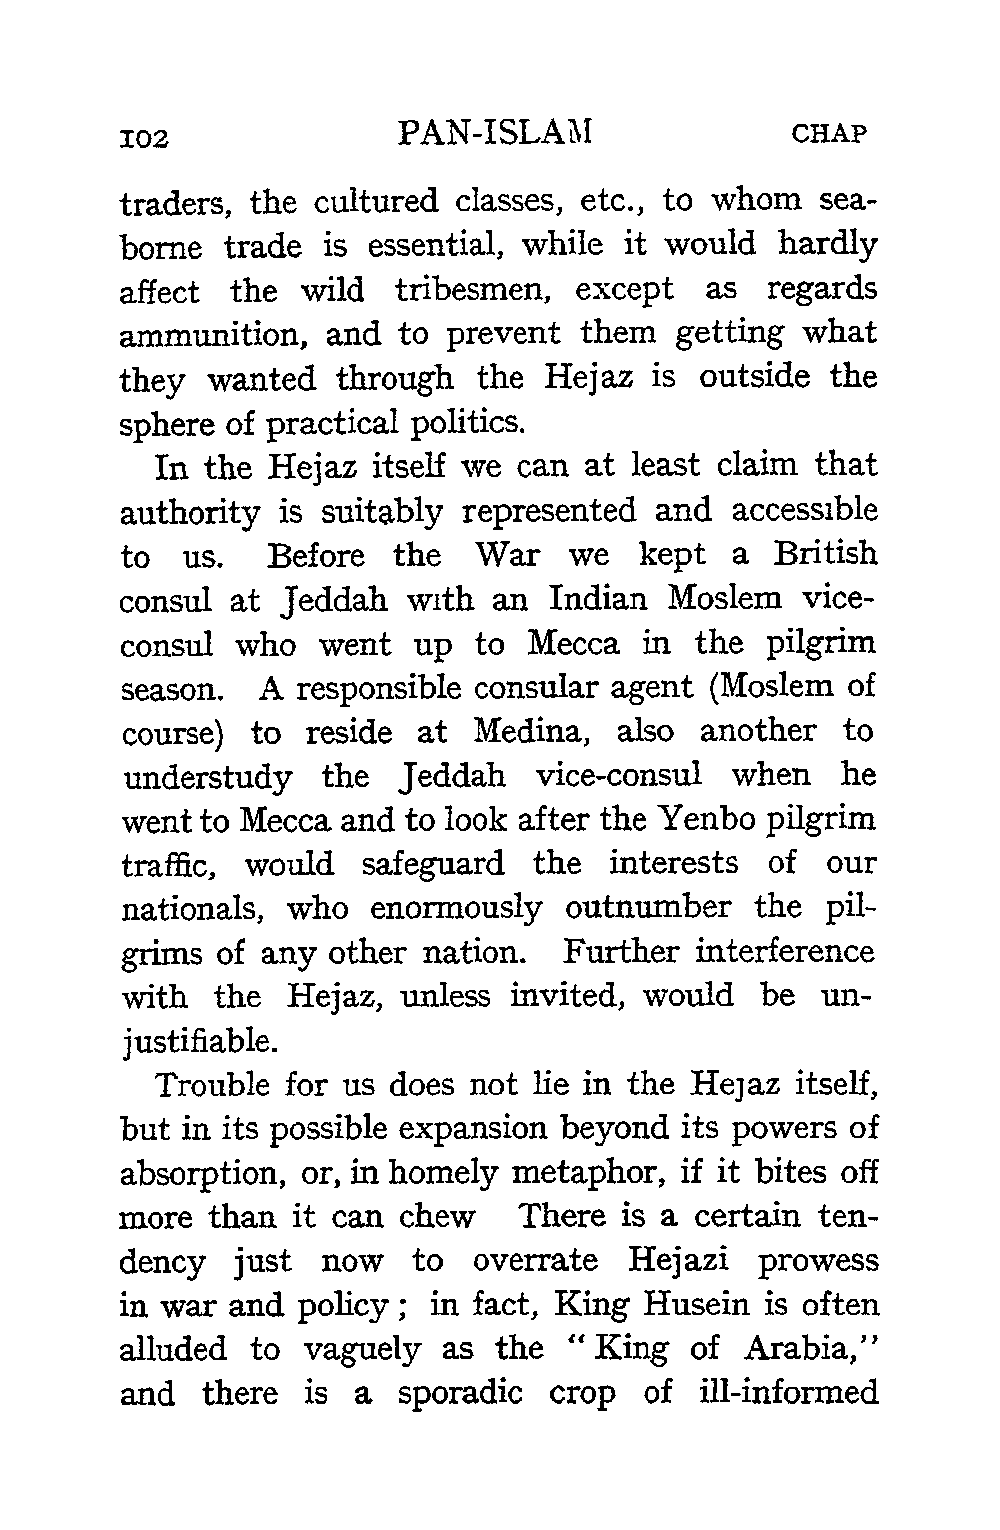 102 PAN-ISLAM CHAP
traders, the cultured classes, etc., to whom sea-
borne trade is essential, while it would hardly
affect the wild tribesmen, except as regards
ammunition, and to prevent them getting what
they wanted through the Hejaz is outside the
sphere of practical politics.
In the Hejaz itself we can at least claim that
authority is suitably represented and accessible
to us. Before the War we kept a British
consul at Jeddah with an Indian Moslem vice-
consul who went up to Mecca in the pilgrim
season. A responsible consular agent (Moslem of
course) to reside at Medina, also another to
understudy the Jeddah vice-consul when he
went to Mecca and to look after the Yenbo pilgrim
traffic, would safeguard the interests of our
nationals, who enormously outnumber the pil-
grims of any other nation. Further interference
with the Hejaz, unless invited, would be un-
justifiable.
Trouble for us does not lie in the Hejaz itself,
but in its possible expansion beyond its powers of
absorption, or, in homely metaphor, if it bites off
more than it can chew There is a certain ten-
dency just now to overrate Hejazi prowess
in war and policy ; in fact, King Husein is often
alluded to vaguely as the “ King of Arabia,”
and there is a sporadic crop of ill-informed